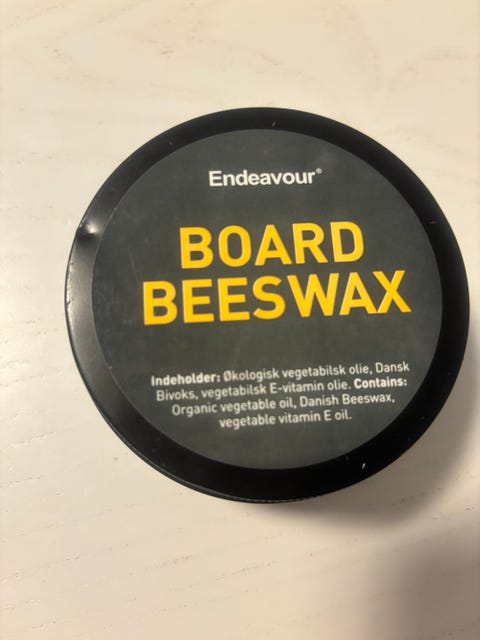 Endeavour®
BOARD
BEESWAX
Indeholder: Økologisk vegetabilsk olie, Dansk
Bivoks, vegetabilsk E-vitamin olie. Contains:
Organic vegetable oil, Danish Beeswax,
vegetable vitamin E oil.